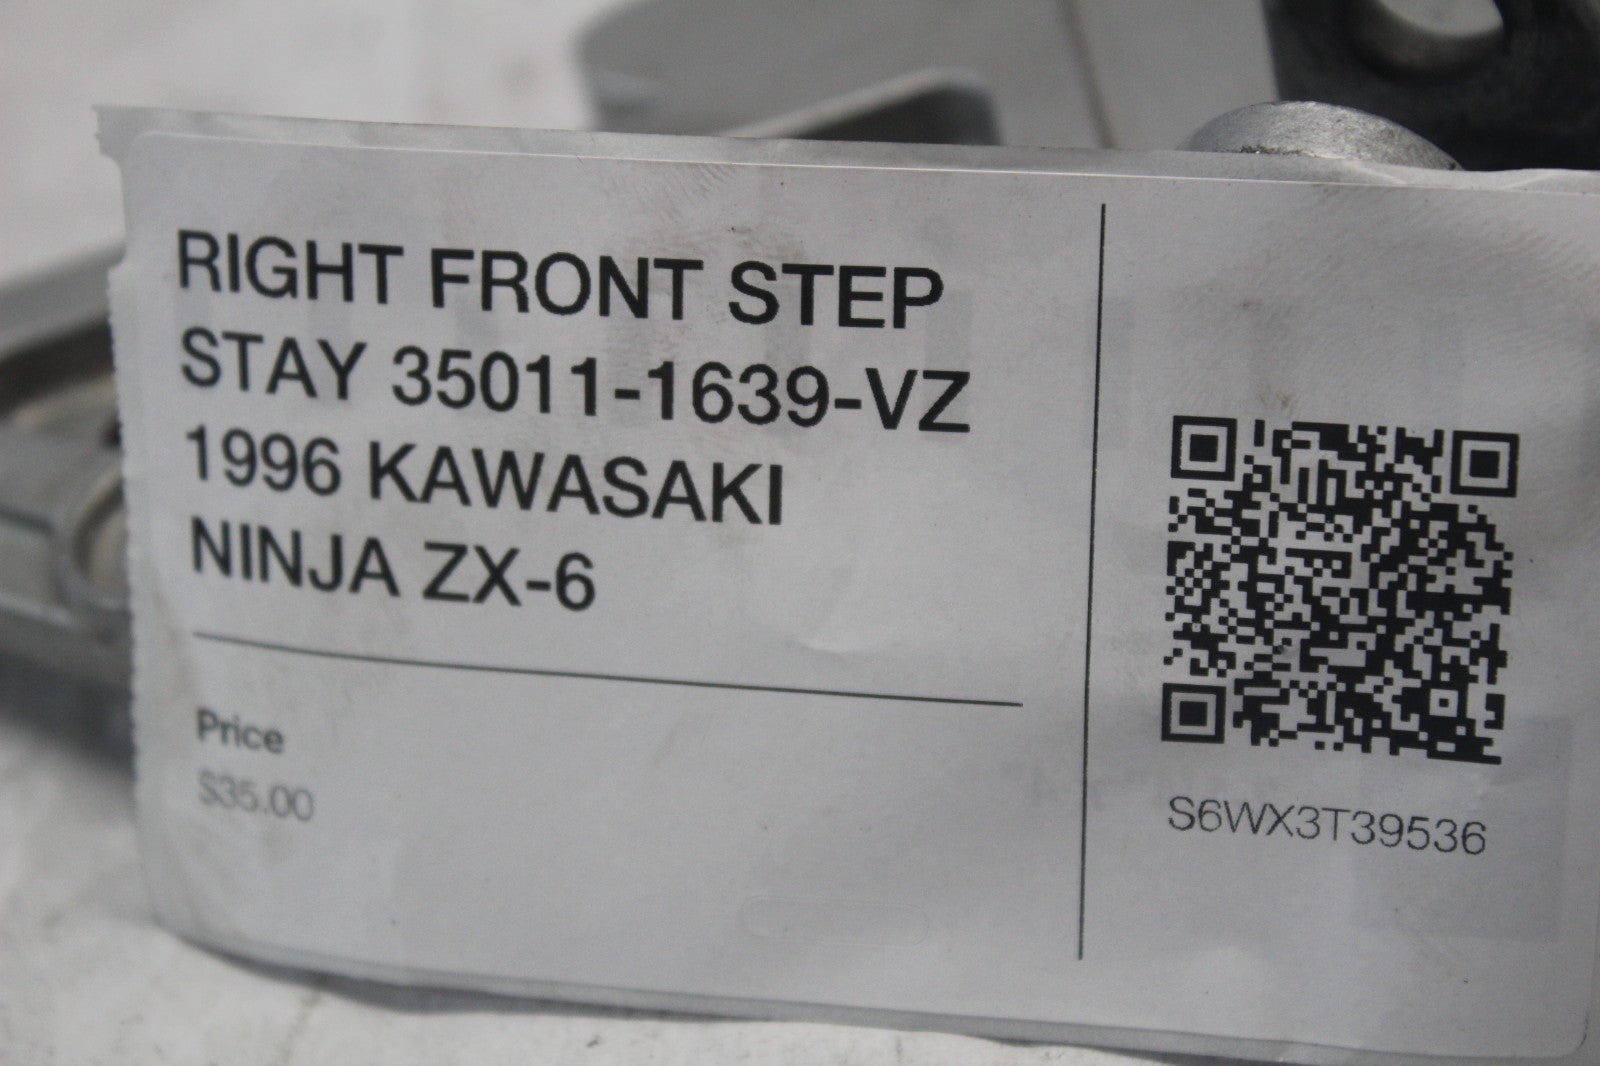 RIGHT FRONT STEP
STAY 35011-1639-VZ
1996 KAWASAKI
NINJA ZX-6
Price
$35.00
S6WX3T39536